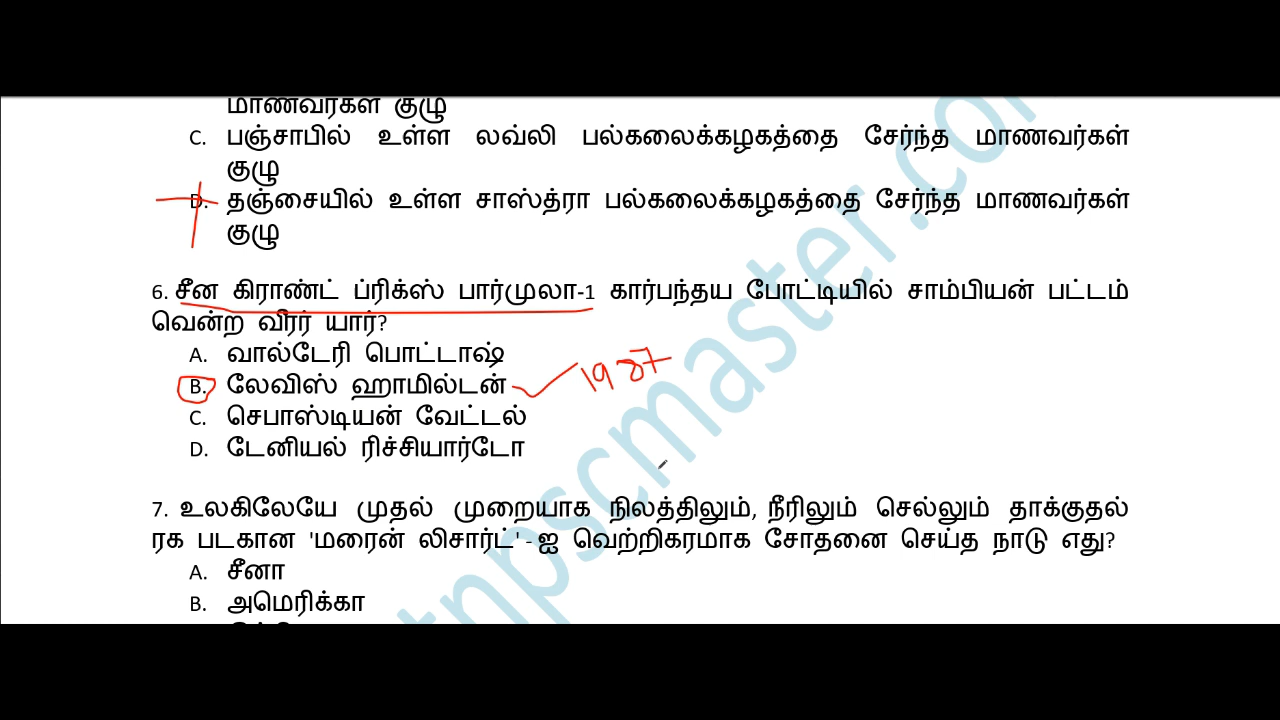 மாணவர்கள் குழு
C. பஞ்சாபில் உள்ள லவ்லி பல்கலைக்கழகத்தை சேர்ந்த மாணவர்கள்
குழு
D. தஞ்சையில் உள்ள சாஸ்த்ரா பல்கலைக்கழகத்தை சேர்ந்த மாணவர்கள்
குழு
6. சீன கிராண்ட் ப்ரிக்ஸ் பார்முலா-1 கார்பந்தய போட்டியில் சாம்பியன் பட்டம்
வென்ற வீரர் யார்?
A. வால்டேரி பொட்டாஷ்
B. லேவிஸ் ஹாமில்டன் 1987
C. செபாஸ்டியன் வேட்டல்
D. டேனியல் ரிச்சியார்டோ
7. உலகிலேயே முதல் முறையாக நிலத்திலும், நீரிலும் செல்லும் தாக்குதல்
ரக படகான 'மரைன் லிசார்ட்' -ஐ வெற்றிகரமாக சோதனை செய்த நாடு எது?
A. சீனா
B. அமெரிக்கா
tnpscmaster.co